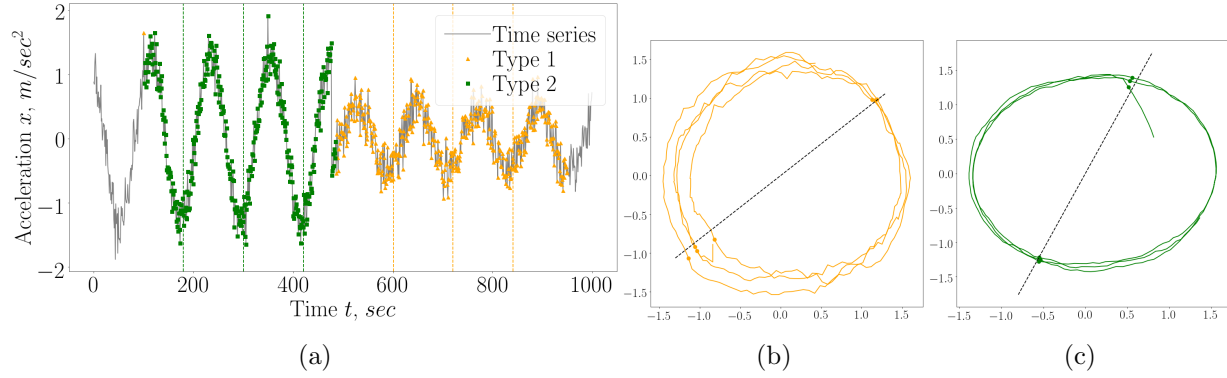 2
1
0
−1
−2
Acceleration x, m/sec²
Time series
Type 1
Type 2
0 200 400 600 800 1000
Time t, sec
(a)
1.5
1.0
0.5
0.0
−0.5
−1.0
−1.5
−1.5 −1.0 −0.5 0.0 0.5 1.0 1.5
(b)
1.5
1.0
0.5
0.0
−0.5
−1.0
−1.5
−1.5 −1.0 −0.5 0.0 0.5 1.0 1.5
(c)